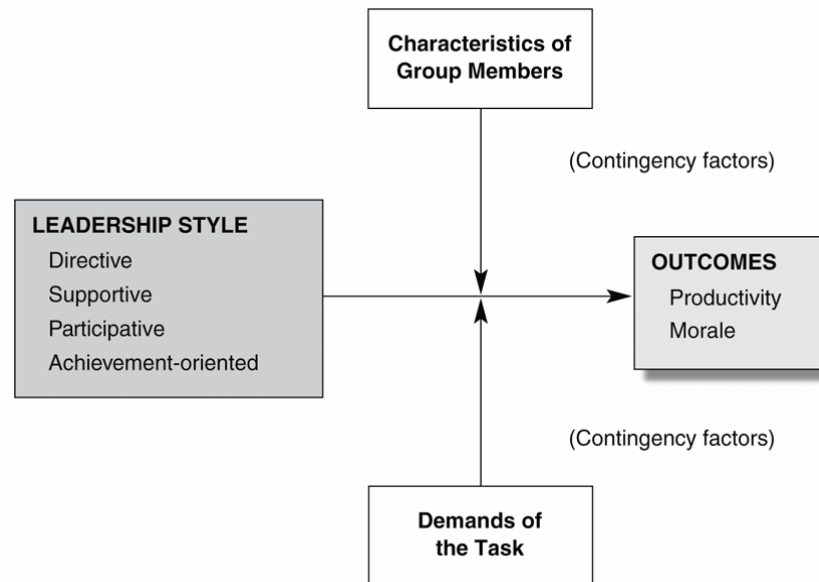 Characteristics of
Group Members
(Contingency factors)
LEADERSHIP STYLE
Directive
Supportive
Participative
Achievement-oriented
OUTCOMES
Productivity
Morale
(Contingency factors)
Demands of
the Task